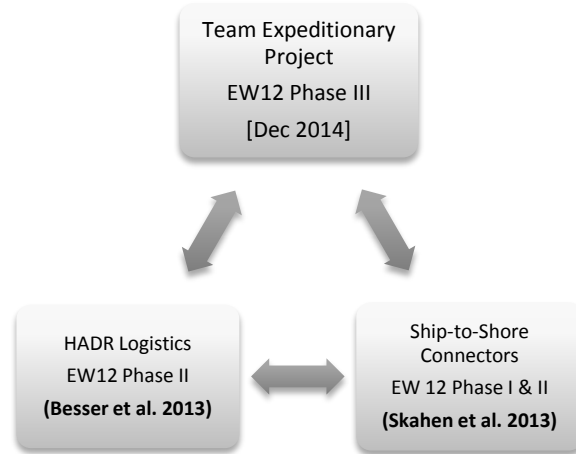 Team Expeditionary
Project
EW12 Phase III
[Dec 2014]
HADR Logistics
EW12 Phase II
(Besser et al. 2013)
Ship-to-Shore
Connectors
EW 12 Phase I & II
(Skahen et al. 2013)